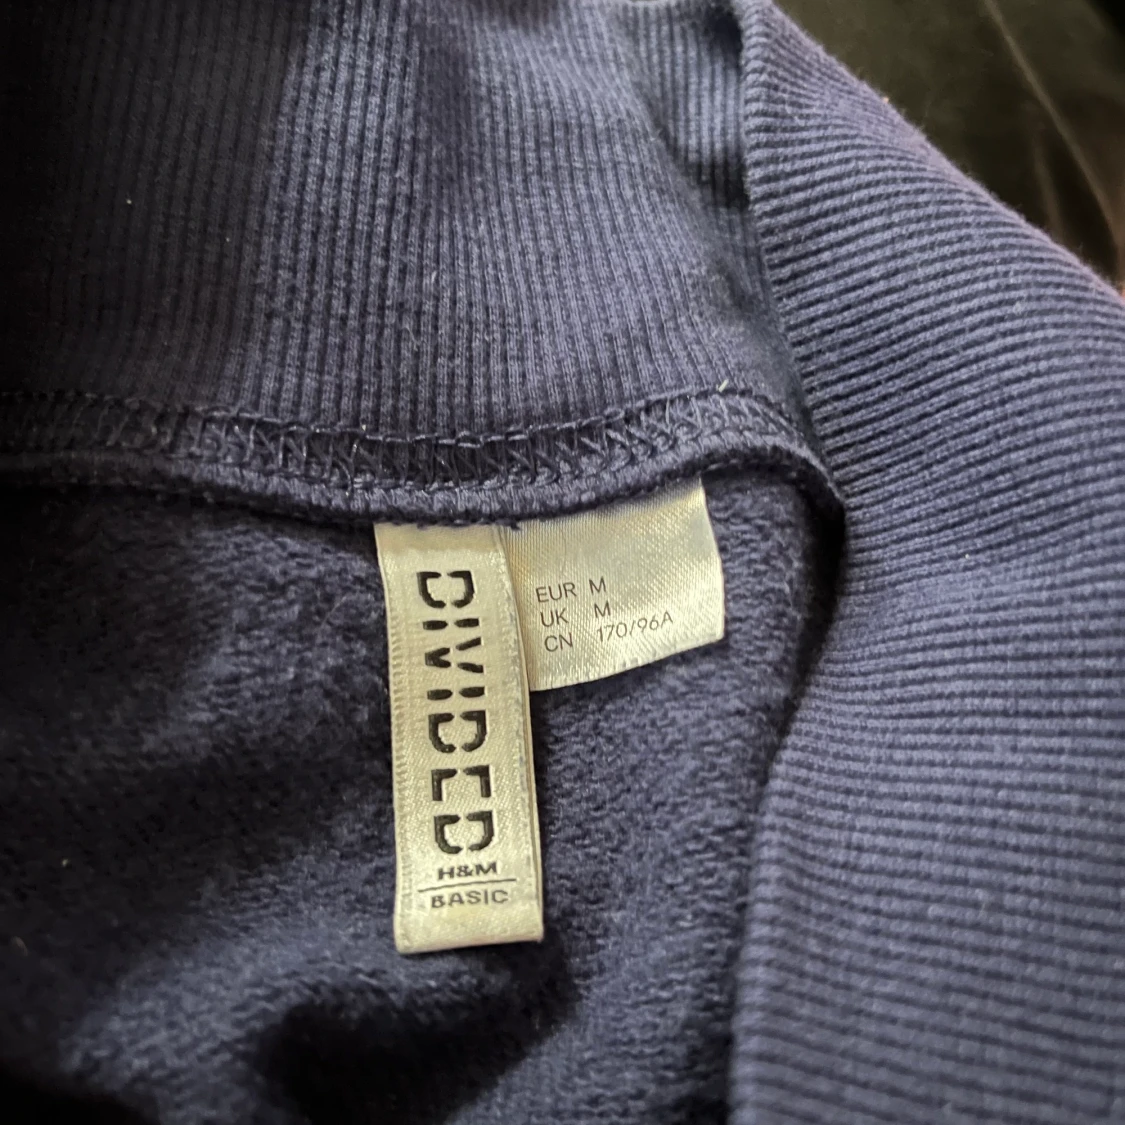 DIVIDED
H&M
BASIC
EUR M
UK M
CN 170/96A